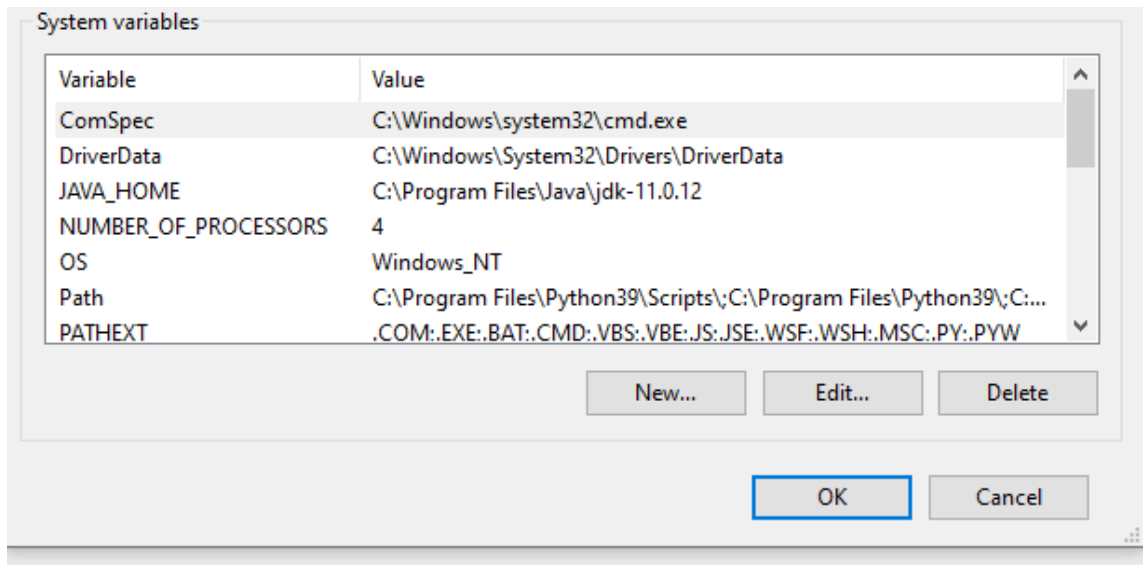 System variables
Variable Value
ComSpec C:\Windows\system32\cmd.exe
DriverData C:\Windows\System32\Drivers\DriverData
JAVA_HOME C:\Program Files\Java\jdk-11.0.12
NUMBER_OF_PROCESSORS 4
OS Windows_NT
Path C:\Program Files\Python39\Scripts\;C:\Program Files\Python39\;C:...
PATHEXT .COM;.EXE;.BAT;.CMD;.VBS;.VBE;.JS;.JSE;.WSF;.WSH;.MSC;.PY;.PYW
New... Edit... Delete
OK Cancel